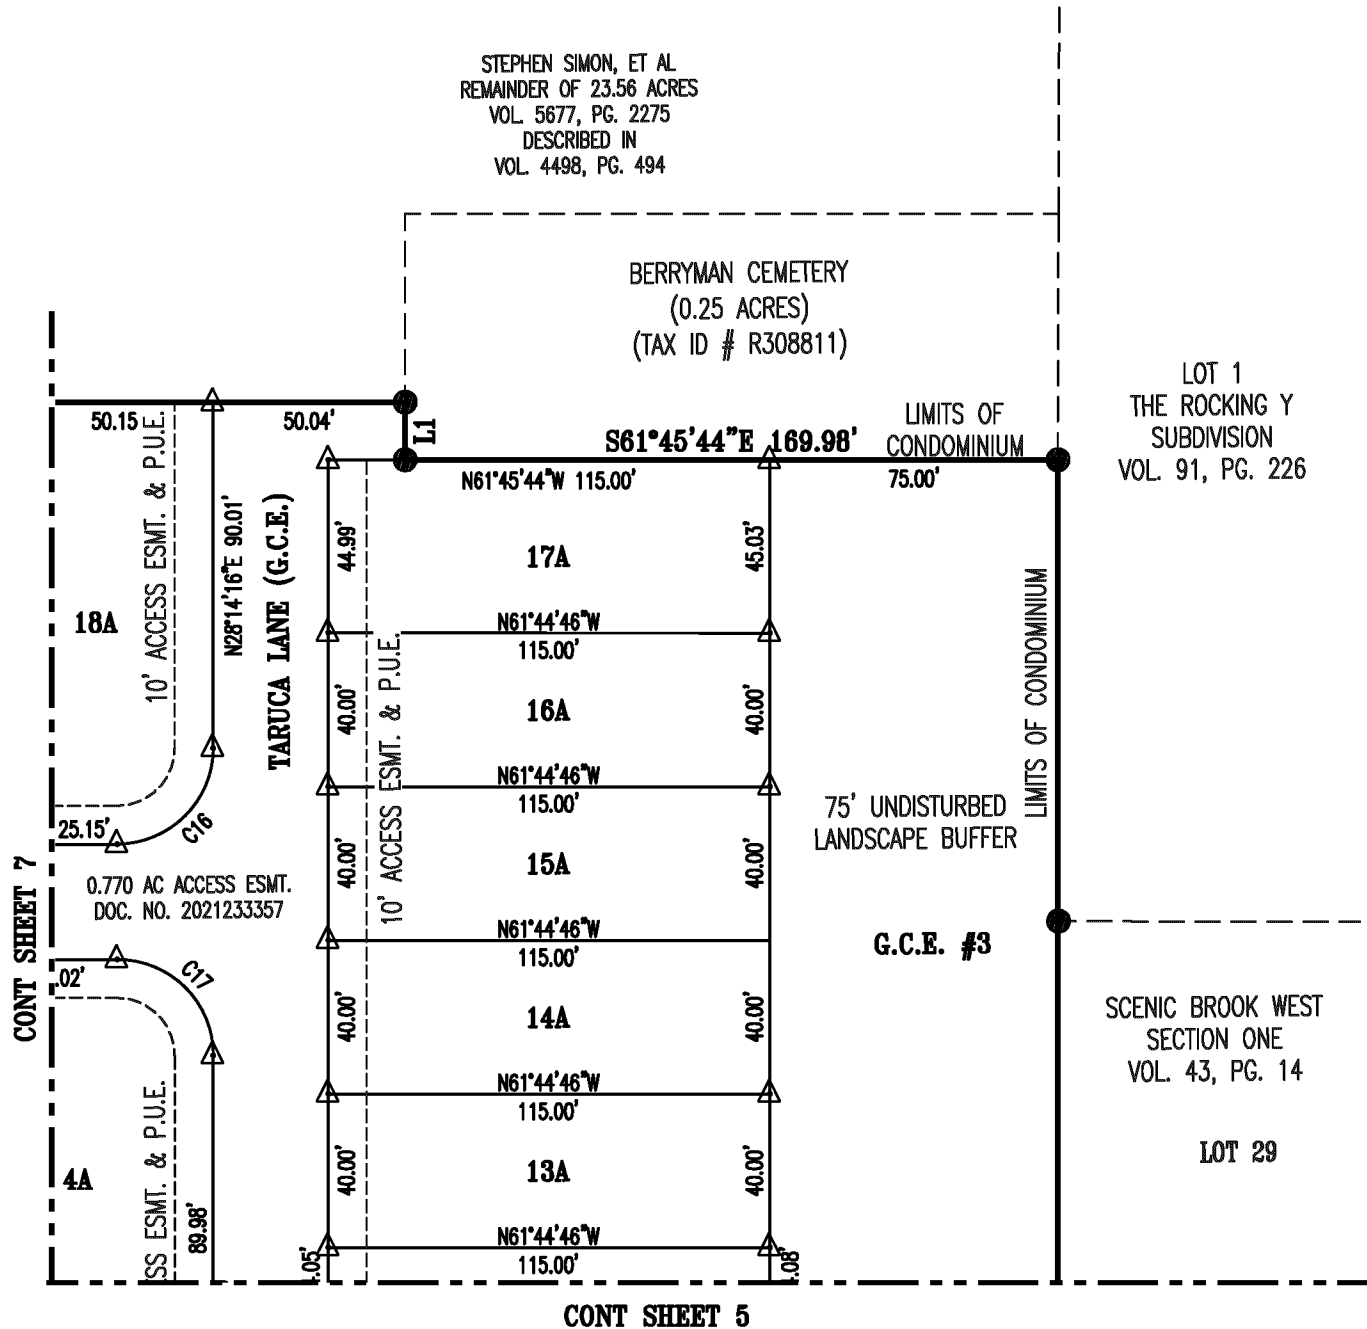 STEPHEN SIMON, ET AL
REMAINDER OF 23.56 ACRES
VOL. 5677, PG. 2275
DESCRIBED IN
VOL. 4498, PG. 494
BERRYMAN CEMETERY
(0.25 ACRES)
(TAX ID # R308811)
LOT 1
THE ROCKING Y
SUBDIVISION
VOL. 91, PG. 226
LIMITS OF
CONDOMINIUM
50.15
50.04'
L1
S61°45'44"E 169.98'
N61°45'44"W 115.00'
75.00'
10' ACCESS ESMT. & P.U.E.
N28°14'16"E 90.01'
TARUCA LANE (G.C.E.)
44.99'
17A
45.03'
18A
N61°44'46"W
115.00'
LIMITS OF CONDOMINIUM
10' ACCESS ESMT. & P.U.E.
40.00'
16A
40.00'
N61°44'46"W
115.00'
75' UNDISTURBED
LANDSCAPE BUFFER
25.15'
C16
40.00'
15A
40.00'
0.770 AC ACCESS ESMT.
DOC. NO. 2021233357
CONT SHEET 7
N61°44'46"W
115.00'
G.C.E. #3
.02'
C17
40.00'
14A
40.00'
SCENIC BROOK WEST
SECTION ONE
VOL. 43, PG. 14
N61°44'46"W
115.00'
LOT 29
4A
SS ESMT. & P.U.E.
89.98'
40.00'
13A
40.00'
N61°44'46"W
115.00'
.05'
.08'
CONT SHEET 5